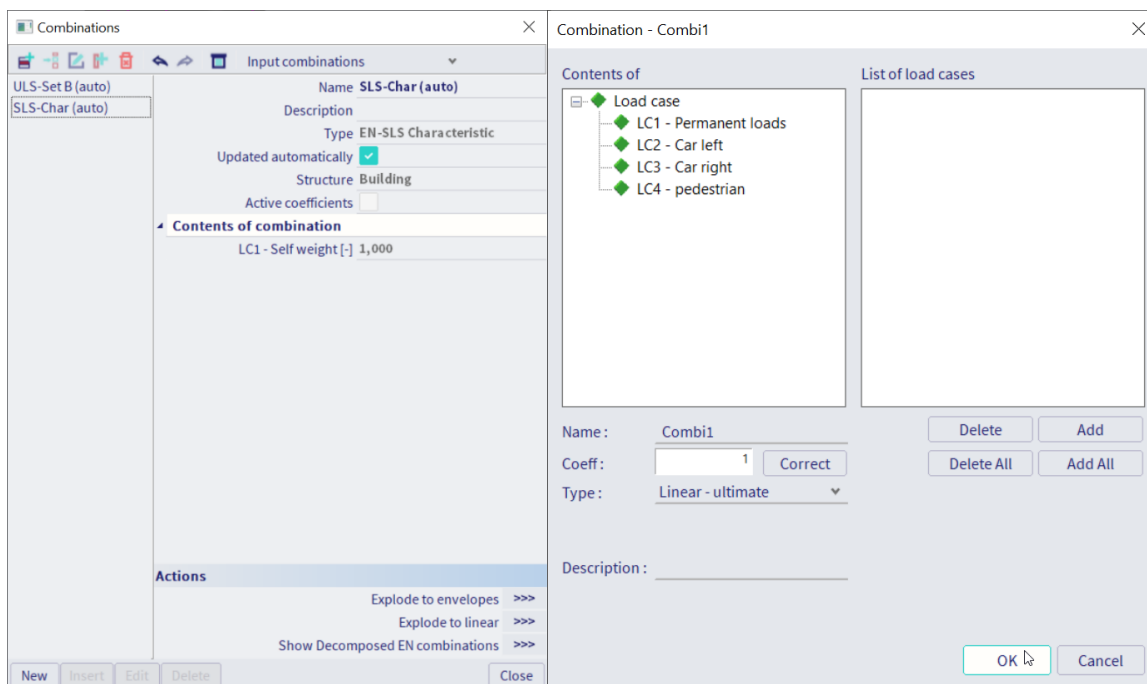 Combinations
Input combinations
ULS-Set B (auto)
SLS-Char (auto)
Name SLS-Char (auto)
Description
Type EN-SLS Characteristic
Updated automatically
Structure Building
Active coefficients
Contents of combination
LC1 - Self weight [-] 1,000
Actions
Explode to envelopes >>>
Explode to linear >>>
Show Decomposed EN combinations >>>
New Insert Edit Delete Close
Combination - Combi1
Contents of
Load case
LC1 - Permanent loads
LC2 - Car left
LC3 - Car right
LC4 - pedestrian
List of load cases
Name : Combi1
Coeff : 1 Correct
Type : Linear - ultimate
Description :
Delete Add
Delete All Add All
OK Cancel